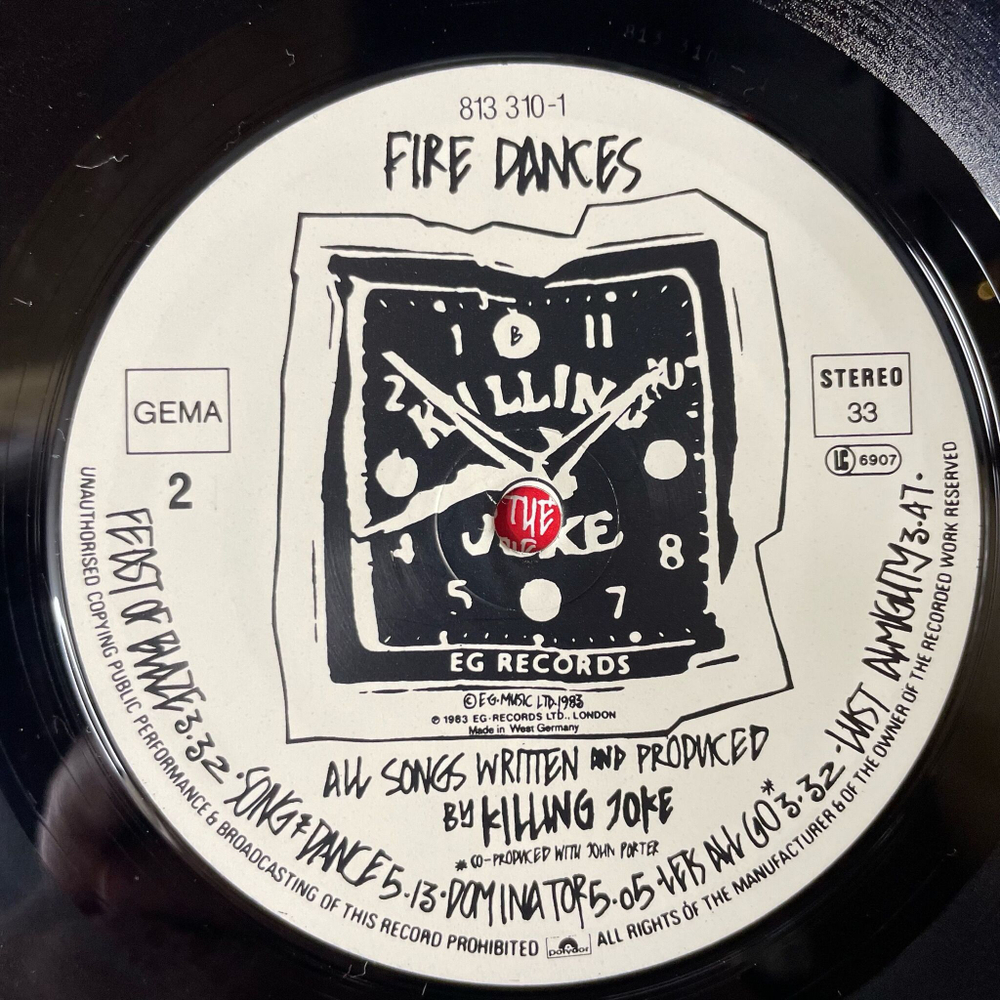 813 310-1
FIRE DANCES
1 B 11
2 KILLING
JOKE
8
5 7
THE
EG RECORDS
GEMA
2
STEREO
33
LC 6907
© E·G·MUSIC LTD·1983
℗ 1983 EG·RECORDS LTD., LONDON
Made in West Germany
ALL SONGS WRITTEN AND PRODUCED
BY KILLING JOKE
* CO-PRODUCED WITH JOHN PORTER
FEAST OF BLAZE 3.32 · SONG & DANCE 5.13 · DOMINATOR 5.05 · LETS ALL GO* 3.32 · LUST ALMIGHTY 3.47.
UNAUTHORISED COPYING PUBLIC PERFORMANCE & BROADCASTING OF THIS RECORD PROHIBITED polydor ALL RIGHTS OF THE MANUFACTURER & OF THE OWNER OF THE RECORDED WORK RESERVED